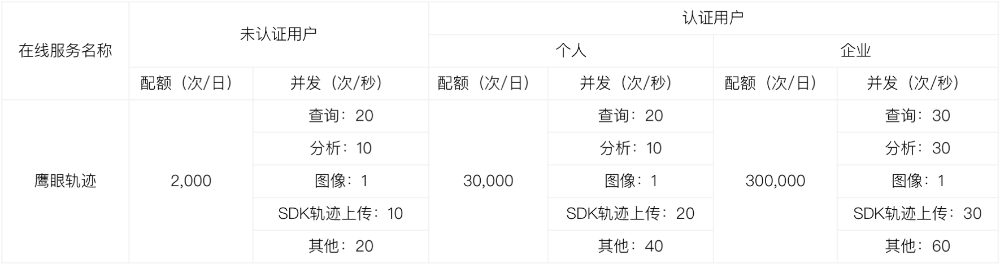 在线服务名称
未认证用户
认证用户
个人
企业
配额（次/日）
并发（次/秒）
配额（次/日）
并发（次/秒）
配额（次/日）
并发（次/秒）
鹰眼轨迹
2,000
查询：20
分析：10
图像：1
SDK轨迹上传：10
其他：20
30,000
查询：20
分析：10
图像：1
SDK轨迹上传：20
其他：40
300,000
查询：30
分析：30
图像：1
SDK轨迹上传：30
其他：60